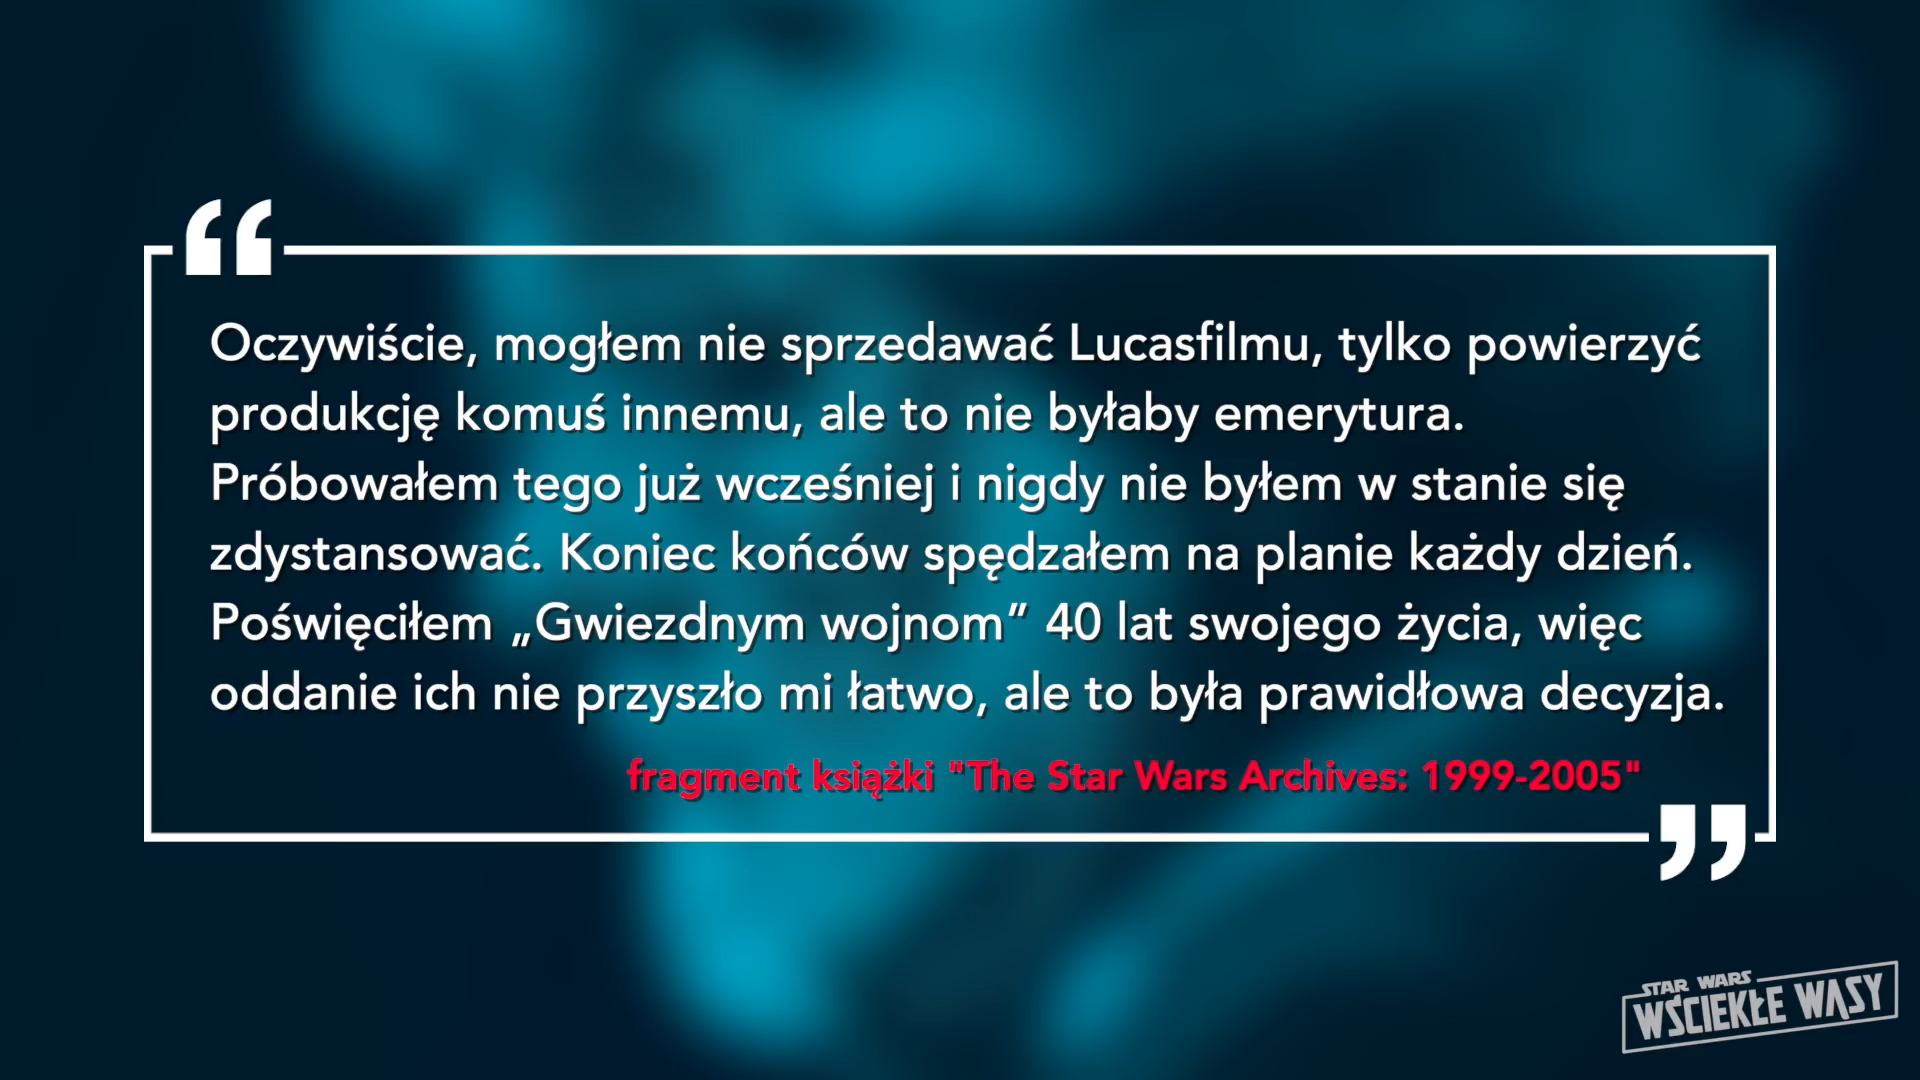 “
Oczywiście, mogłem nie sprzedawać Lucasfilmu, tylko powierzyć
produkcję komuś innemu, ale to nie byłaby emerytura.
Próbowałem tego już wcześniej i nigdy nie byłem w stanie się
zdystansować. Koniec końców spędzałem na planie każdy dzień.
Poświęciłem „Gwiezdnym wojnom” 40 lat swojego życia, więc
oddanie ich nie przyszło mi łatwo, ale to była prawidłowa decyzja.
fragment książki "The Star Wars Archives: 1999-2005"
”
STAR WARS
WŚCIEKŁE WĄSY